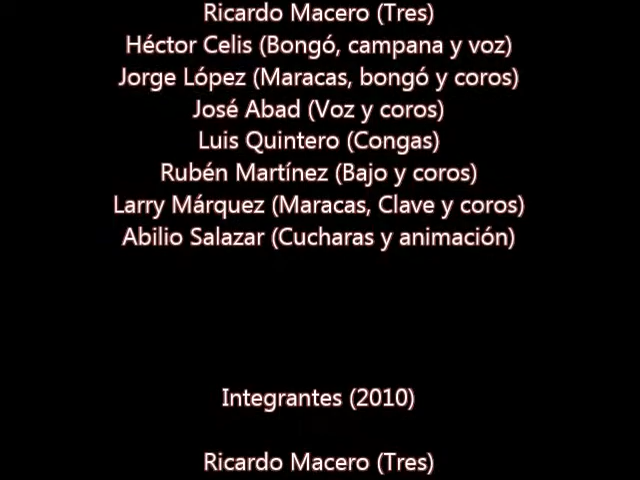 Ricardo Macero (Tres)
Héctor Celis (Bongó, campana y voz)
Jorge López (Maracas, bongó y coros)
José Abad (Voz y coros)
Luis Quintero (Congas)
Rubén Martínez (Bajo y coros)
Larry Márquez (Maracas, Clave y coros)
Abilio Salazar (Cucharas y animación)
Integrantes (2010)
Ricardo Macero (Tres)